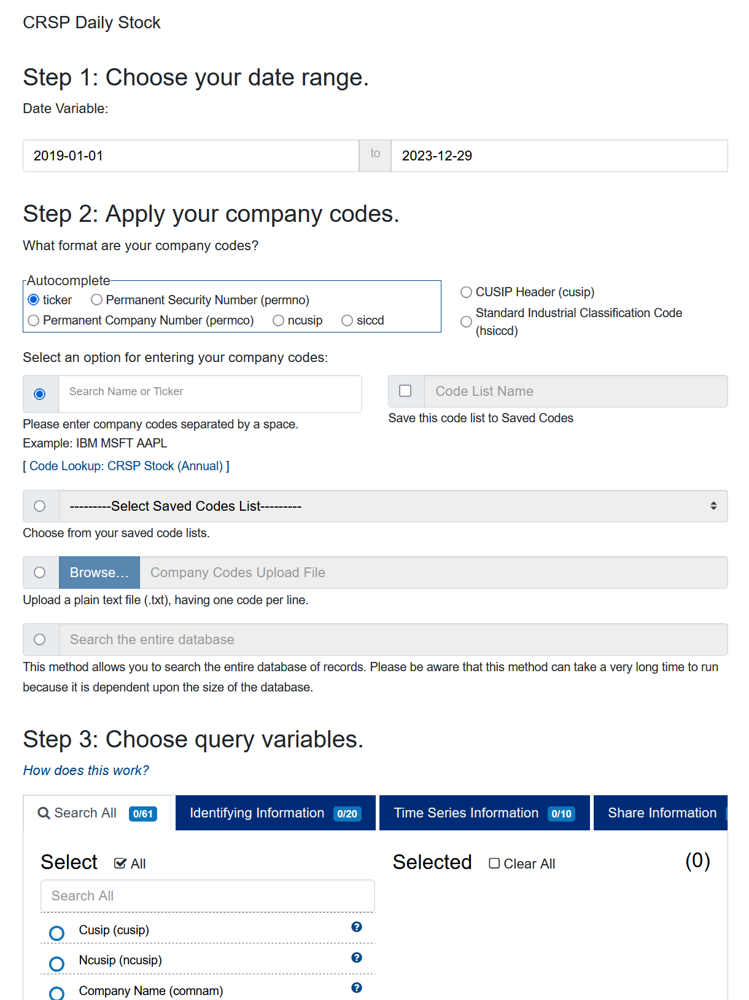 CRSP Daily Stock
Step 1: Choose your date range.
Date Variable:
2019-01-01 to 2023-12-29
Step 2: Apply your company codes.
What format are your company codes?
Autocomplete
ticker Permanent Security Number (permno)
Permanent Company Number (permco) ncusip siccd
CUSIP Header (cusip)
Standard Industrial Classification Code
(hsiccd)
Select an option for entering your company codes:
Search Name or Ticker
Please enter company codes separated by a space.
Example: IBM MSFT AAPL
[ Code Lookup: CRSP Stock (Annual) ]
Code List Name
Save this code list to Saved Codes
---------Select Saved Codes List---------
Choose from your saved code lists.
Browse... Company Codes Upload File
Upload a plain text file (.txt), having one code per line.
Search the entire database
This method allows you to search the entire database of records. Please be aware that this method can take a very long time to run
because it is dependent upon the size of the database.
Step 3: Choose query variables.
How does this work?
Search All 0/61 Identifying Information 0/20 Time Series Information 0/10 Share Information
Select All
Search All
Cusip (cusip)
Ncusip (ncusip)
Company Name (comnam)
Selected Clear All (0)